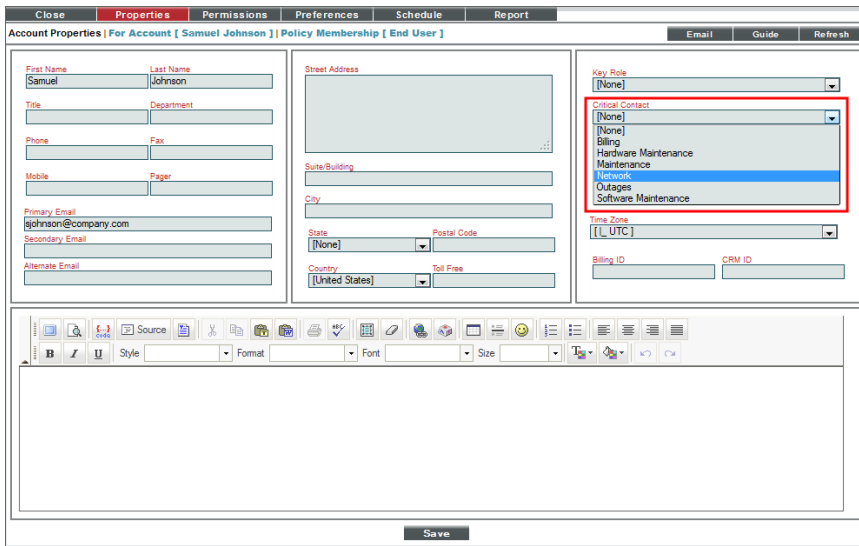 Close Properties Permissions Preferences Schedule Report
Account Properties | For Account [ Samuel Johnson ] | Policy Membership [ End User ]
Email Guide Refresh
First Name Last Name
Samuel Johnson
Title Department
Phone Fax
Mobile Pager
Primary Email
sjohnson@company.com
Secondary Email
Alternate Email
Street Address
Suite/Building
City
State Postal Code
[None]
Country Toll Free
[United States]
Key Role
[None]
Critical Contact
[None]
[None]
Billing
Hardware Maintenance
Maintenance
Network
Outages
Software Maintenance
Time Zone
[ |_ UTC ]
Billing ID CRM ID
{...} code Source ABC
B I U Style Format Font Size T
Save